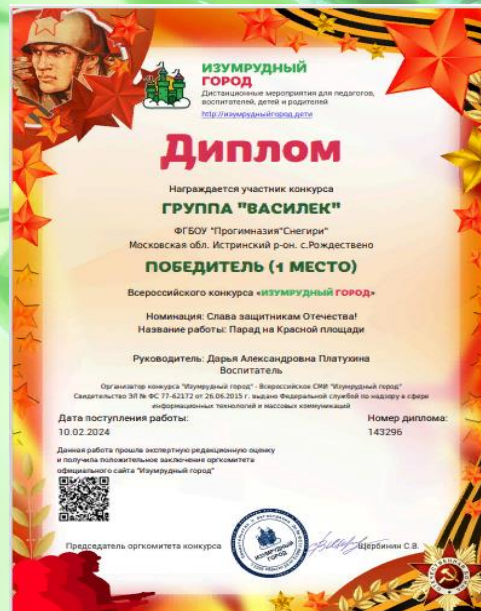 ИЗУМРУДНЫЙ
ГОРОД
Дистанционные мероприятия для педагогов,
воспитателей, детей и родителей
http://изумрудныйгород.дети
Диплом
Награждается участник конкурса
ГРУППА "ВАСИЛЕК"
ФГБОУ "Прогимназия"Снегири"
Московская обл. Истринский р-он. с.Рождествено
ПОБЕДИТЕЛЬ (1 МЕСТО)
Всероссийского конкурса «ИЗУМРУДНЫЙ ГОРОД»
Номинация: Слава защитникам Отечества!
Название работы: Парад на Красной площади
Руководитель: Дарья Александровна Платухина
Воспитатель
Организатор конкурса "Изумрудный город" - Всероссийское СМИ "Изумрудный город"
Свидетельство ЭЛ № ФС 77-62172 от 26.06.2015 г. выдано Федеральной службой по надзору в сфере
информационных технологий и массовых коммуникаций
Дата поступления работы:
Номер диплома:
10.02.2024
143296
Данная работа прошла экспертную редакционную оценку
и получила положительное заключение оргкомитета
официального сайта "Изумрудный город"
Председатель оргкомитета конкурса
ИЗУМРУДНЫЙ
ГОРОД
Щербинин С.В.